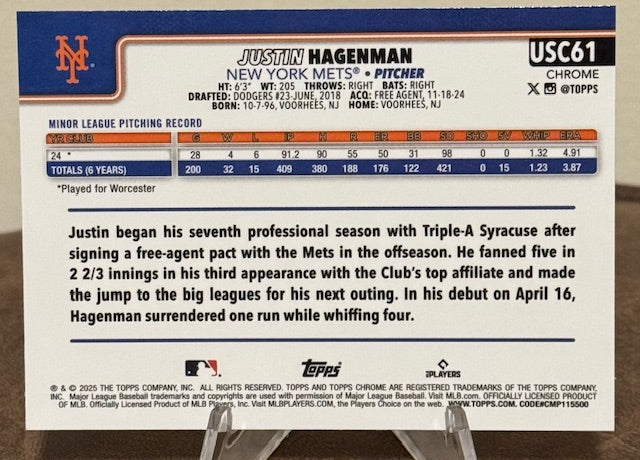 NY
JUSTIN HAGENMAN
USC61
NEW YORK METS® • PITCHER
CHROME
HT: 6'3" WT: 205 THROWS: RIGHT BATS: RIGHT
@TOPPS
DRAFTED: DODGERS #23-JUNE, 2018 ACQ: FREE AGENT, 11-18-24
BORN: 10-7-96, VOORHEES, NJ HOME: VOORHEES, NJ
MINOR LEAGUE PITCHING RECORD
YR CLUB G W L IP H R ER BB SO SHO SV WHIP ERA
24 * 28 4 6 91.2 90 55 50 31 98 0 0 1.32 4.91
TOTALS (6 YEARS) 200 32 15 409 380 188 176 122 421 0 15 1.23 3.87
*Played for Worcester
Justin began his seventh professional season with Triple-A Syracuse after
signing a free-agent pact with the Mets in the offseason. He fanned five in
2 2/3 innings in his third appearance with the Club's top affiliate and made
the jump to the big leagues for his next outing. In his debut on April 16,
Hagenman surrendered one run while whiffing four.
topps
PLAYERS
® & © 2025 THE TOPPS COMPANY, INC. ALL RIGHTS RESERVED. TOPPS AND TOPPS CHROME ARE REGISTERED TRADEMARKS OF THE TOPPS COMPANY,
INC. Major League Baseball trademarks and copyrights are used with permission of Major League Baseball. Visit MLB.com. OFFICIALLY LICENSED PRODUCT
OF MLB. Officially Licensed Product of MLB Players, Inc. Visit MLBPLAYERS.COM, the Players Choice on the web. WWW.TOPPS.COM. CODE#CMP115500